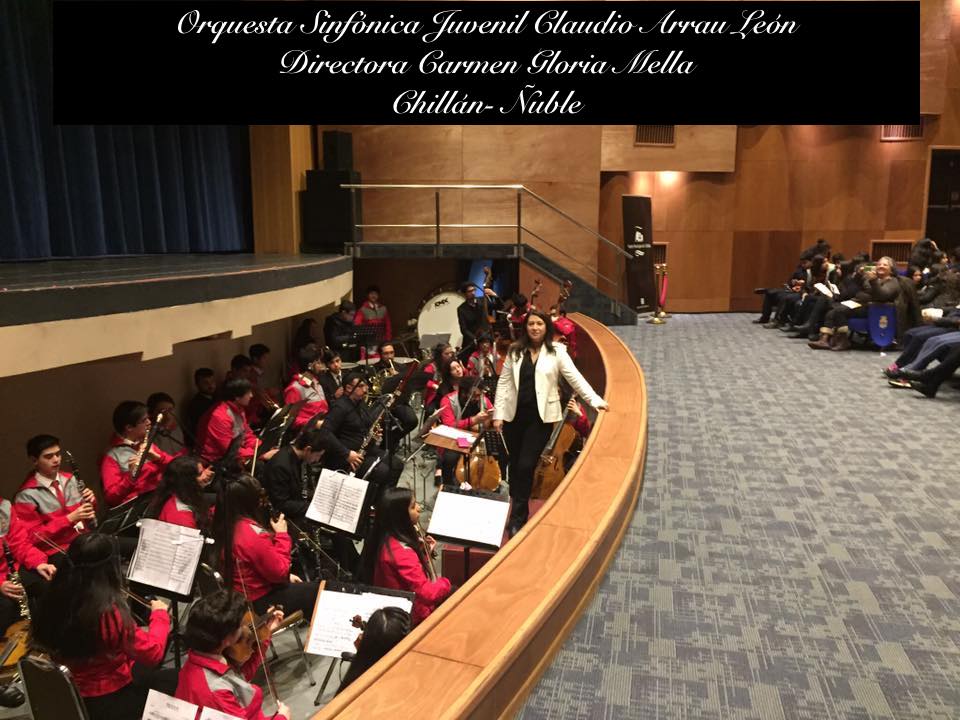 Orquesta Sinfónica Juvenil Claudio Arrau León
Directora Carmen Gloria Mella
Chillán- Ñuble